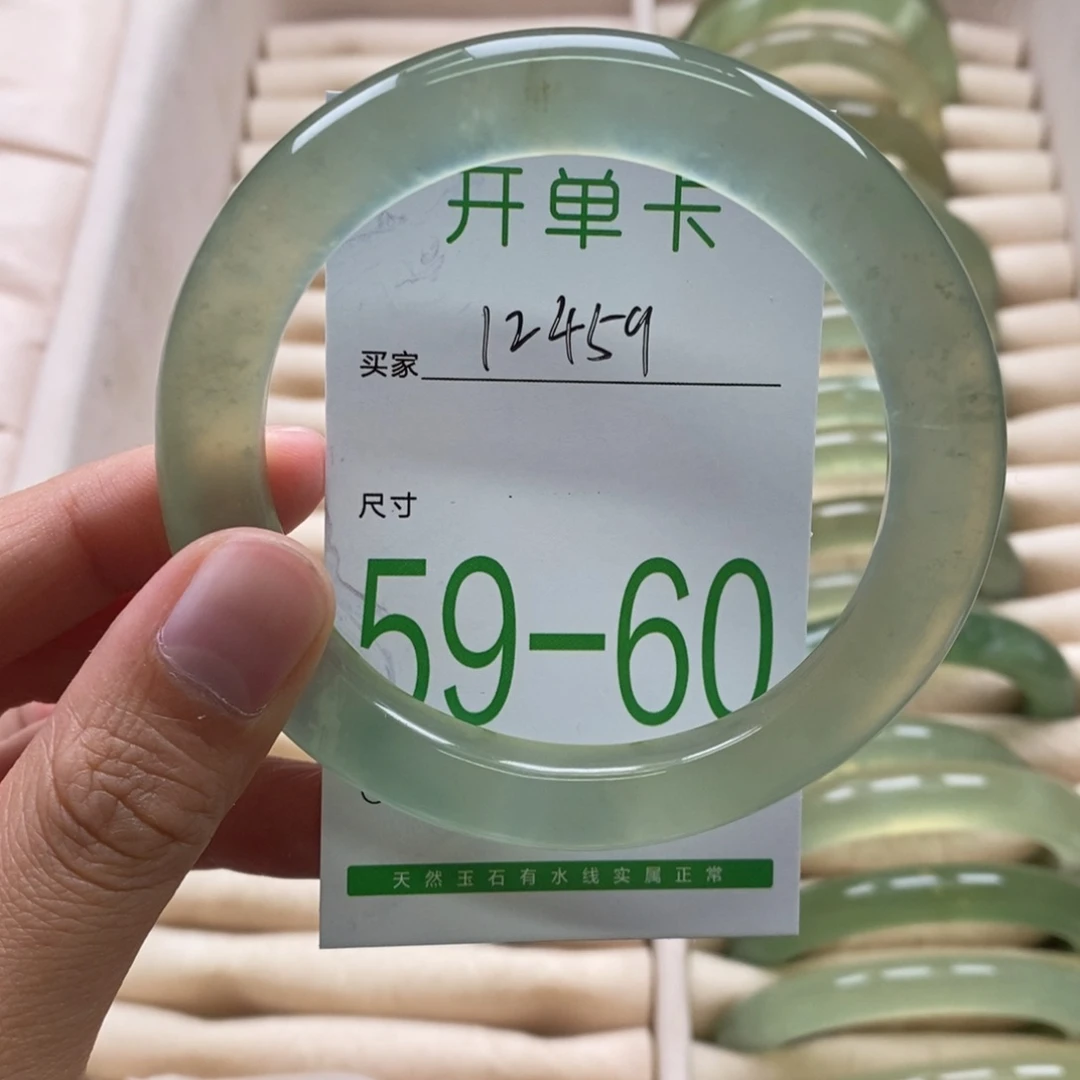 开单卡
买家 12459
尺寸
59-60
天然玉石有水线实属正常